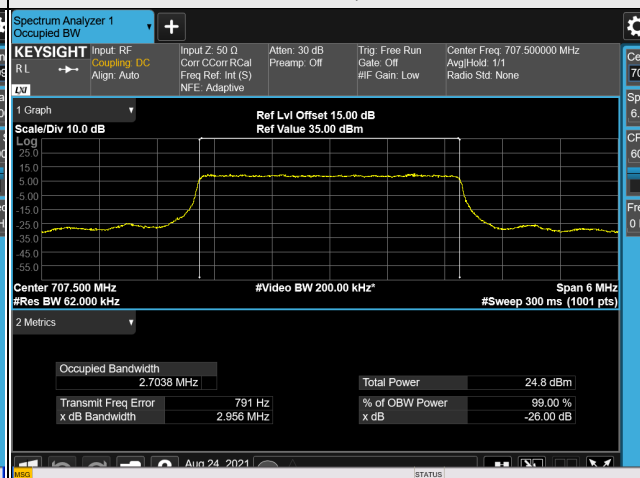 Spectrum Analyzer 1
Occupied BW
KEYSIGHT
R L
LXI
Input: RF
Coupling: DC
Align: Auto
Input Z: 50 Ω
Corr CCorr RCal
Freq Ref: Int (S)
NFE: Adaptive
Atten: 30 dB
Preamp: Off
Trig: Free Run
Gate: Off
#IF Gain: Low
Center Freq: 707.500000 MHz
Avg|Hold: 1/1
Radio Std: None
1 Graph
Scale/Div 10.0 dB
Ref Lvl Offset 15.00 dB
Ref Value 35.00 dBm
Log
25.0
15.0
5.00
-5.00
-15.0
-25.0
-35.0
-45.0
-55.0
Center 707.500 MHz
#Video BW 200.00 kHz*
Span 6 MHz
#Res BW 62.000 kHz
#Sweep 300 ms (1001 pts)
2 Metrics
Occupied Bandwidth
2.7038 MHz
Total Power 24.8 dBm
Transmit Freq Error 791 Hz
% of OBW Power 99.00 %
x dB Bandwidth 2.956 MHz
x dB -26.00 dB
Aug 24, 2021
MSG
STATUS